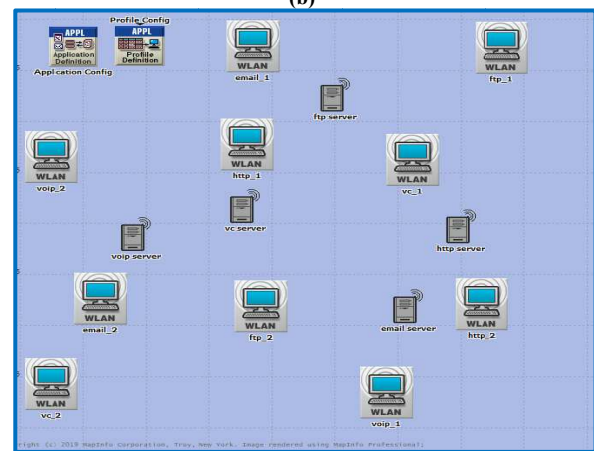 (b)
Profile_Config
APPL
Application
Definition
Application Config
APPL
Profile
Definition
WLAN
email_1
WLAN
ftp_1
ftp server
WLAN
voip_2
WLAN
http_1
WLAN
vc_1
vc server
voip server
http server
WLAN
email_2
WLAN
ftp_2
email server
WLAN
http_2
WLAN
vc_2
WLAN
voip_1
right (c) 2013 MapInfo Corporation, Troy, New York. Image rendered using MapInfo Professional;